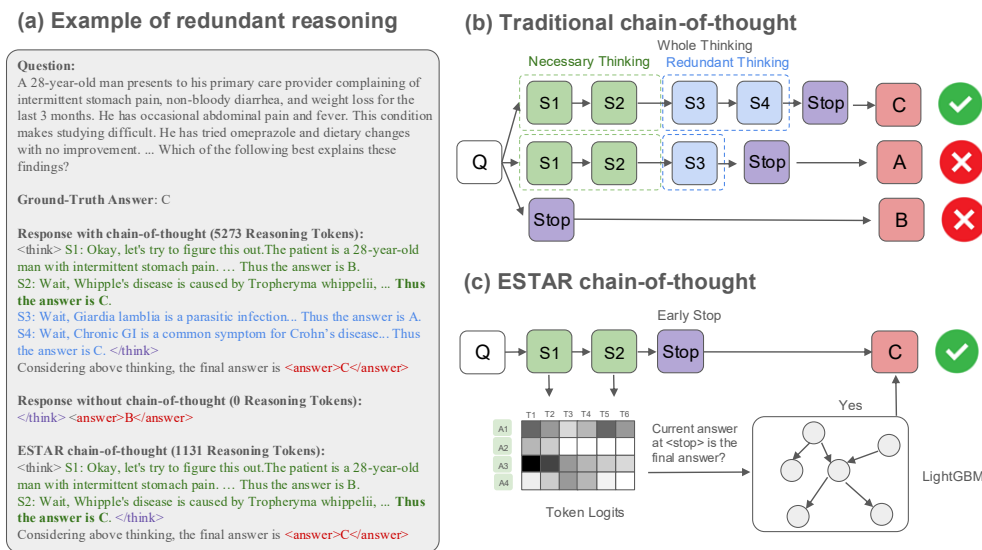 (a) Example of redundant reasoning
Question:
A 28-year-old man presents to his primary care provider complaining of
intermittent stomach pain, non-bloody diarrhea, and weight loss for the
last 3 months. He has occasional abdominal pain and fever. This condition
makes studying difficult. He has tried omeprazole and dietary changes
with no improvement. ... Which of the following best explains these
findings?
Ground-Truth Answer: C
Response with chain-of-thought (5273 Reasoning Tokens):
<think> S1: Okay, let's try to figure this out.The patient is a 28-year-old
man with intermittent stomach pain. … Thus the answer is B.
S2: Wait, Whipple's disease is caused by Tropheryma whippelii, ... Thus
the answer is C.
S3: Wait, Giardia lamblia is a parasitic infection... Thus the answer is A.
S4: Wait, Chronic GI is a common symptom for Crohn's disease... Thus
the answer is C. </think>
Considering above thinking, the final answer is <answer>C</answer>
Response without chain-of-thought (0 Reasoning Tokens):
</think> <answer>B</answer>
ESTAR chain-of-thought (1131 Reasoning Tokens):
<think> S1: Okay, let's try to figure this out.The patient is a 28-year-old
man with intermittent stomach pain. … Thus the answer is B.
S2: Wait, Whipple's disease is caused by Tropheryma whippelii, ... Thus
the answer is C. </think>
Considering above thinking, the final answer is <answer>C</answer>
(b) Traditional chain-of-thought
Whole Thinking
Necessary Thinking Redundant Thinking
S1 S2 S3 S4 Stop C
Q S1 S2 S3 Stop A
Stop B
(c) ESTAR chain-of-thought
Early Stop
Q S1 S2 Stop C
T1 T2 T3 T4 T5 T6
A1
A2
A3
A4
Token Logits
Current answer
at <stop> is the
final answer?
Yes
LightGBM